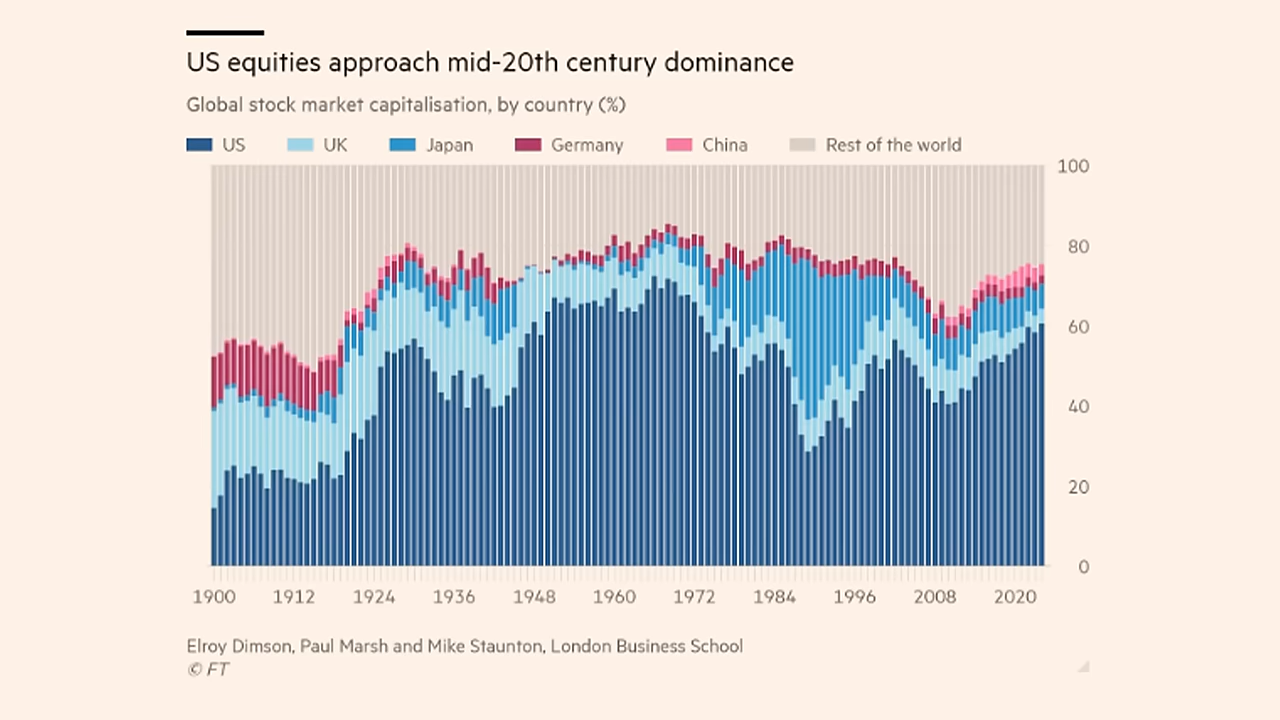 US equities approach mid-20th century dominance
Global stock market capitalisation, by country (%)
US UK Japan Germany China Rest of the world
100
80
60
40
20
0
1900 1912 1924 1936 1948 1960 1972 1984 1996 2008 2020
Elroy Dimson, Paul Marsh and Mike Staunton, London Business School
© FT